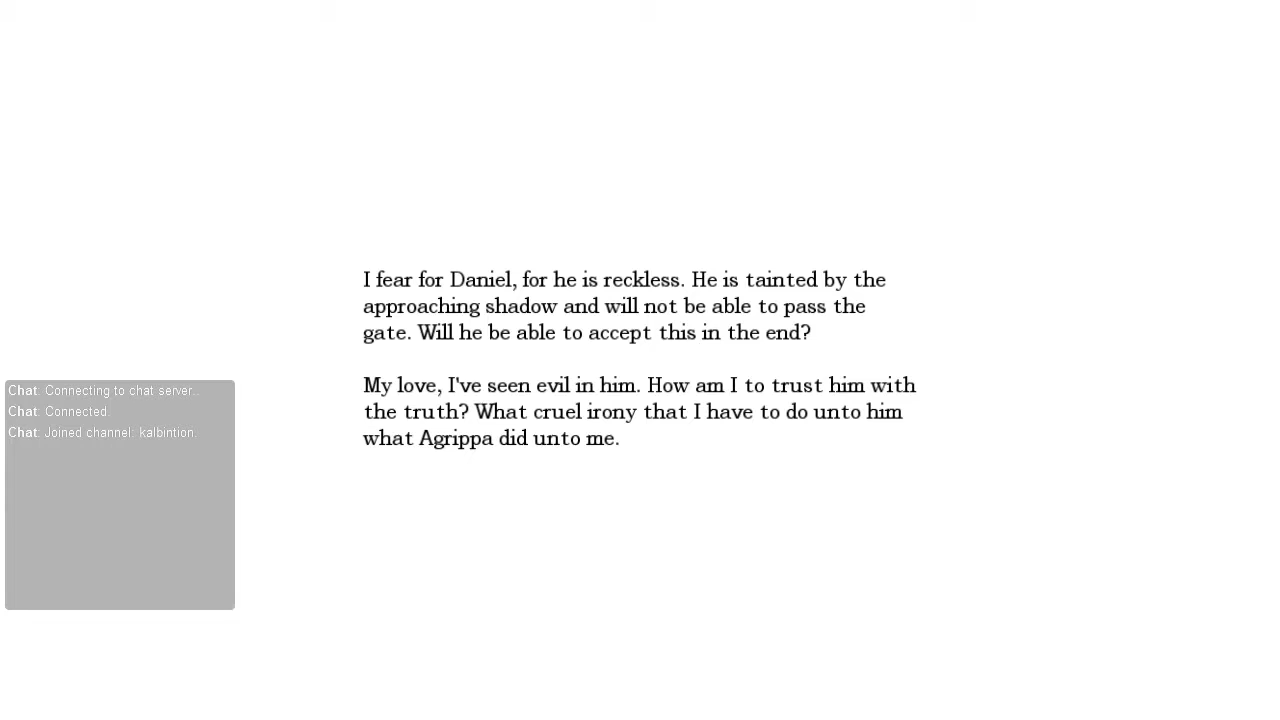 I fear for Daniel, for he is reckless. He is tainted by the
approaching shadow and will not be able to pass the
gate. Will he be able to accept this in the end?
My love, I've seen evil in him. How am I to trust him with
the truth? What cruel irony that I have to do unto him
what Agrippa did unto me.
Chat: Connecting to chat server..
Chat: Connected.
Chat: Joined channel: kalbintion.